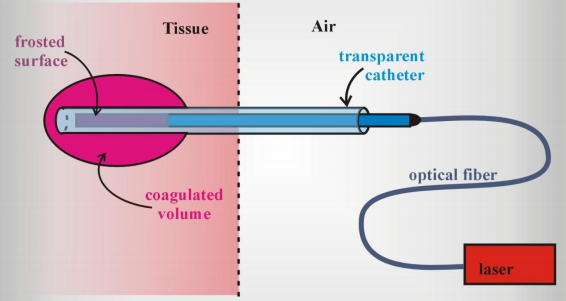 Tissue
Air
frosted
surface
transparent
catheter
coagulated
volume
optical fiber
laser